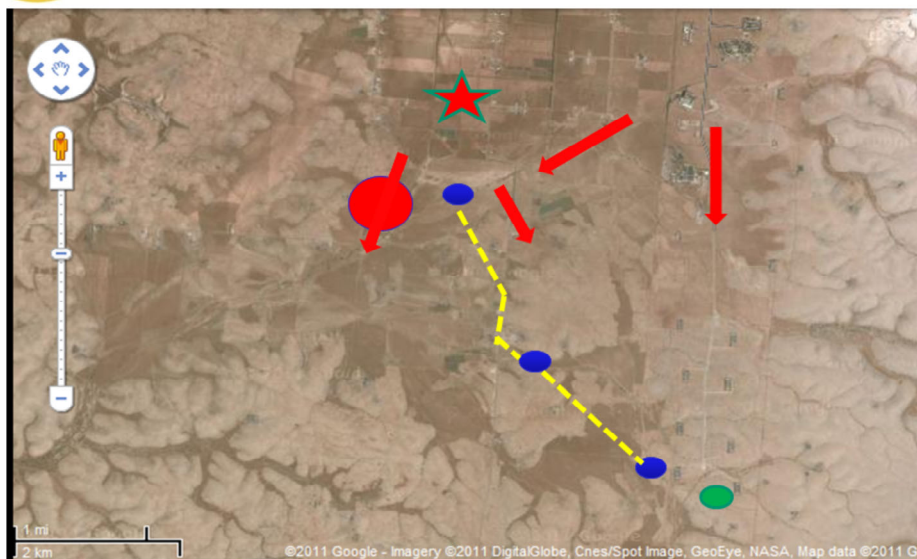 1 mi
2 km
©2011 Google - Imagery ©2011 DigitalGlobe, Cnes/Spot Image, GeoEye, NASA, Map data ©2011 G